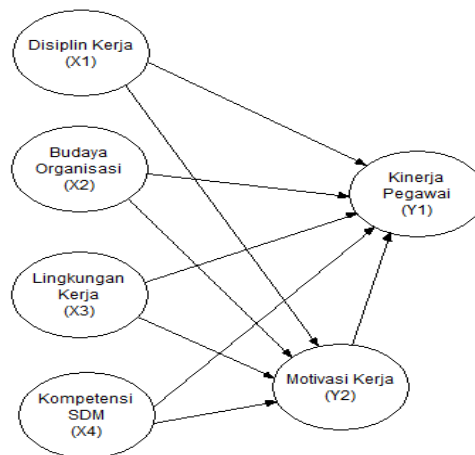 Disiplin Kerja
(X1)
Budaya
Organisasi
(X2)
Kinerja
Pegawai
(Y1)
Lingkungan
Kerja
(X3)
Motivasi Kerja
(Y2)
Kompetensi
SDM
(X4)